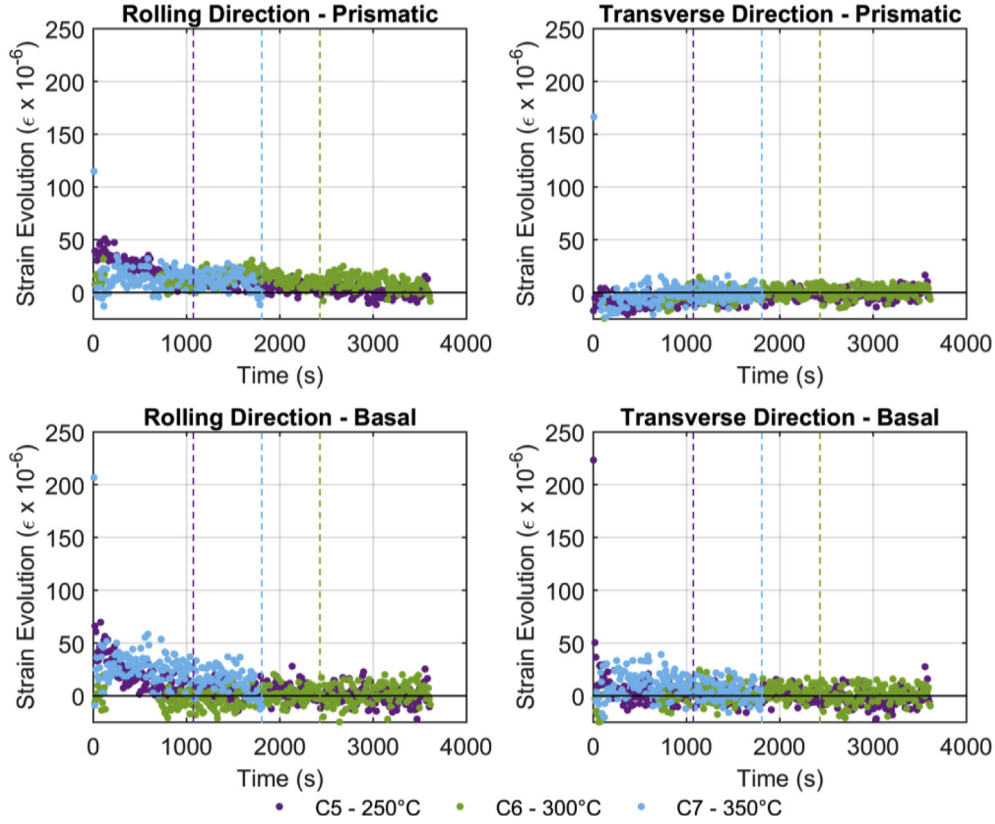 Rolling Direction - Prismatic
Strain Evolution (ϵ x 10⁻⁶)
250
200
150
100
50
0
0 1000 2000 3000 4000
Time (s)
Transverse Direction - Prismatic
Strain Evolution (ϵ x 10⁻⁶)
250
200
150
100
50
0
0 1000 2000 3000 4000
Time (s)
Rolling Direction - Basal
Strain Evolution (ϵ x 10⁻⁶)
250
200
150
100
50
0
0 1000 2000 3000 4000
Time (s)
Transverse Direction - Basal
Strain Evolution (ϵ x 10⁻⁶)
250
200
150
100
50
0
0 1000 2000 3000 4000
Time (s)
C5 - 250°C C6 - 300°C C7 - 350°C